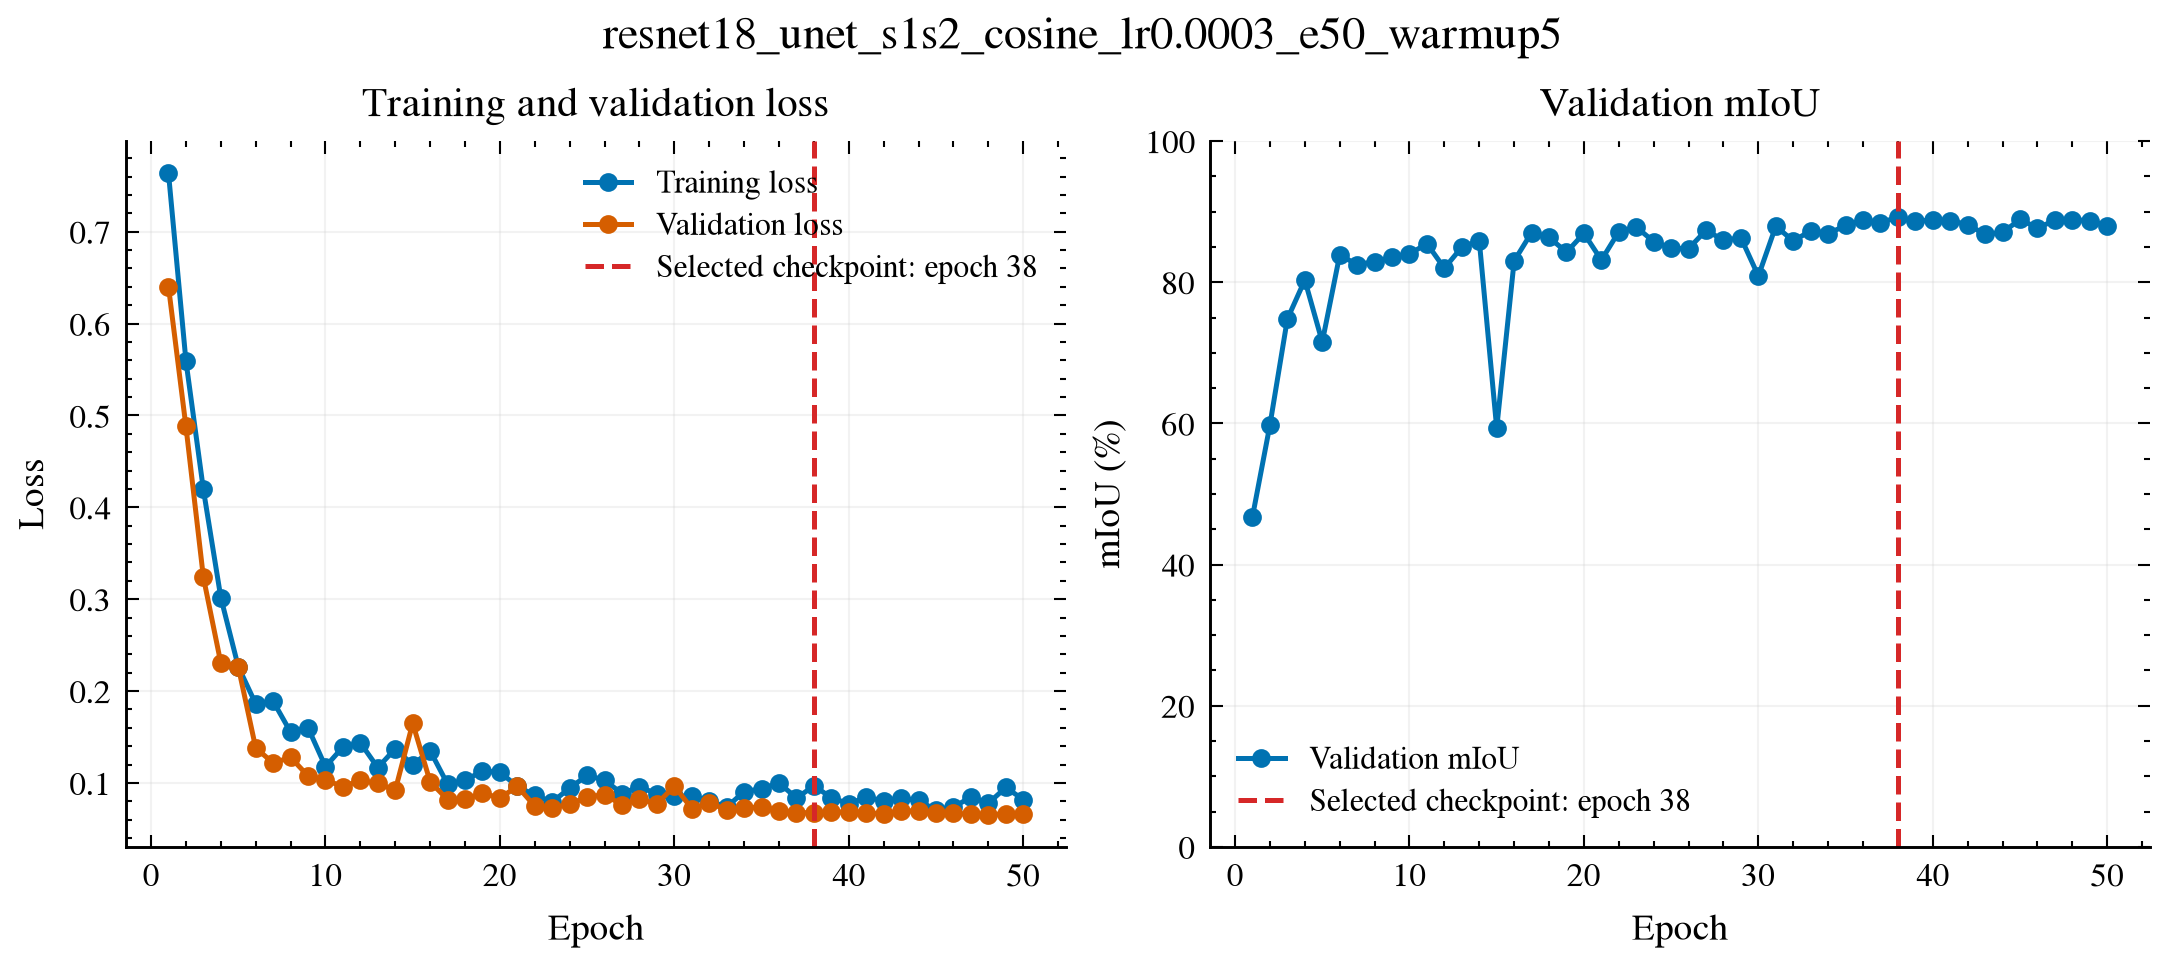 resnet18_unet_s1s2_cosine_lr0.0003_e50_warmup5
Training and validation loss
Training loss
Validation loss
Selected checkpoint: epoch 38
0.7
0.6
0.5
0.4
0.3
0.2
0.1
Loss
0 10 20 30 40 50
Epoch
Validation mIoU
100
80
60
40
20
0
mIoU (%)
Validation mIoU
Selected checkpoint: epoch 38
0 10 20 30 40 50
Epoch